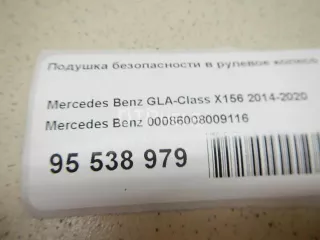 Подушка безопасности в рулевое колесо
Mercedes Benz GLA-Class X156 2014-2020
Mercedes Benz 00086008009116
95 538 979